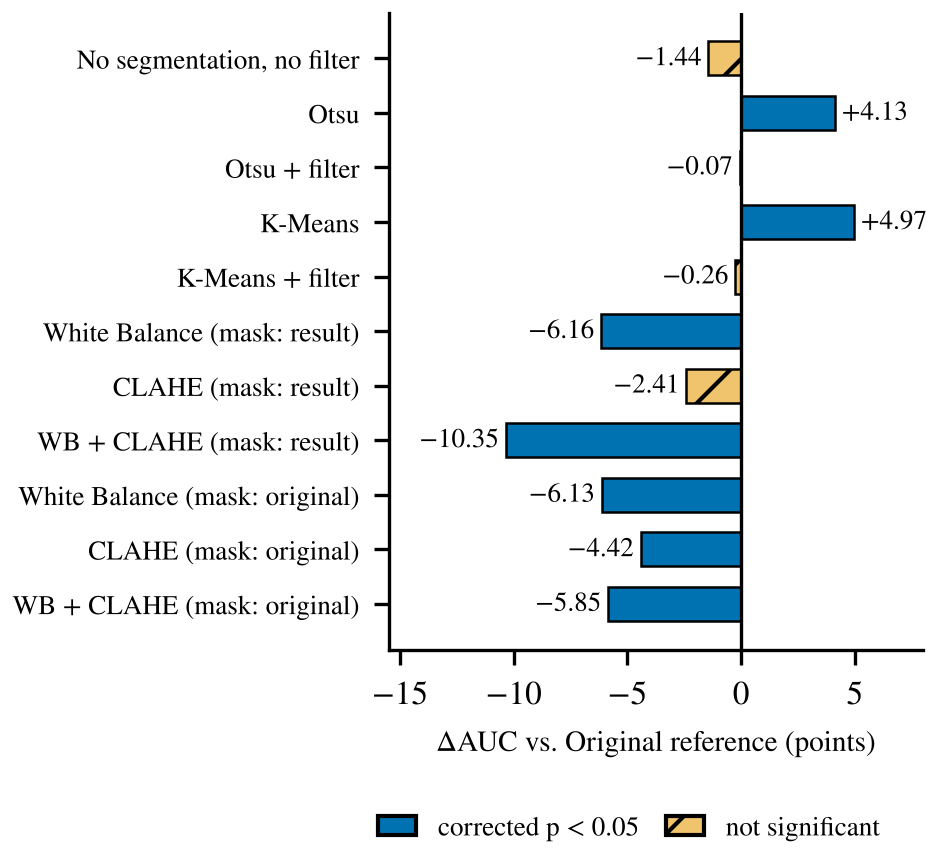 No segmentation, no filter −1.44
Otsu +4.13
Otsu + filter −0.07
K-Means +4.97
K-Means + filter −0.26
White Balance (mask: result) −6.16
CLAHE (mask: result) −2.41
WB + CLAHE (mask: result) −10.35
White Balance (mask: original) −6.13
CLAHE (mask: original) −4.42
WB + CLAHE (mask: original) −5.85
−15 −10 −5 0 5
ΔAUC vs. Original reference (points)
corrected p < 0.05 not significant